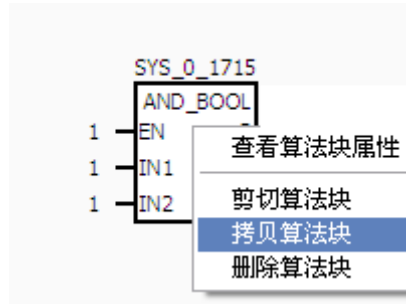 SYS_0_1715
AND_BOOL
1 EN
1 IN1
1 IN2
查看算法块属性
剪切算法块
拷贝算法块
删除算法块